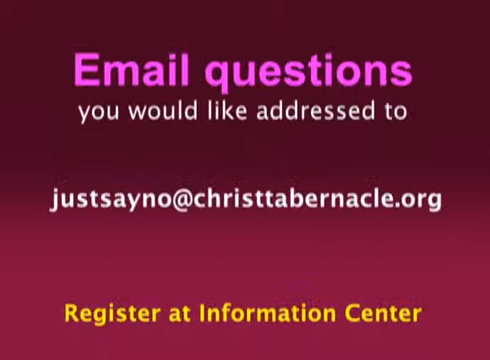 Email questions
you would like addressed to
justsayno@christtabernacle.org
Register at Information Center